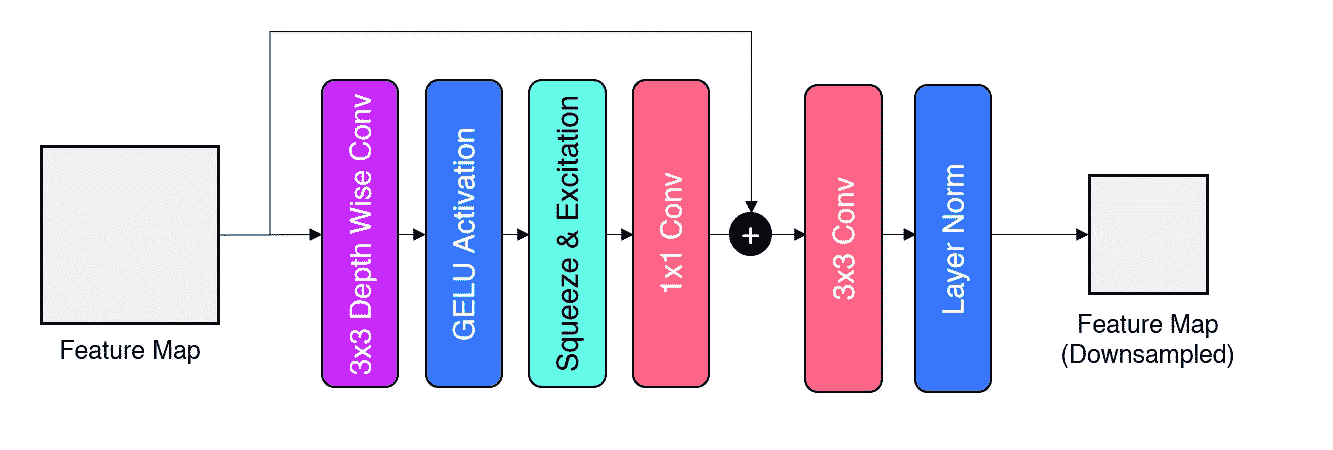 Feature Map
3x3 Depth Wise Conv
GELU Activation
Squeeze & Excitation
1x1 Conv
+
3x3 Conv
Layer Norm
Feature Map
(Downsampled)